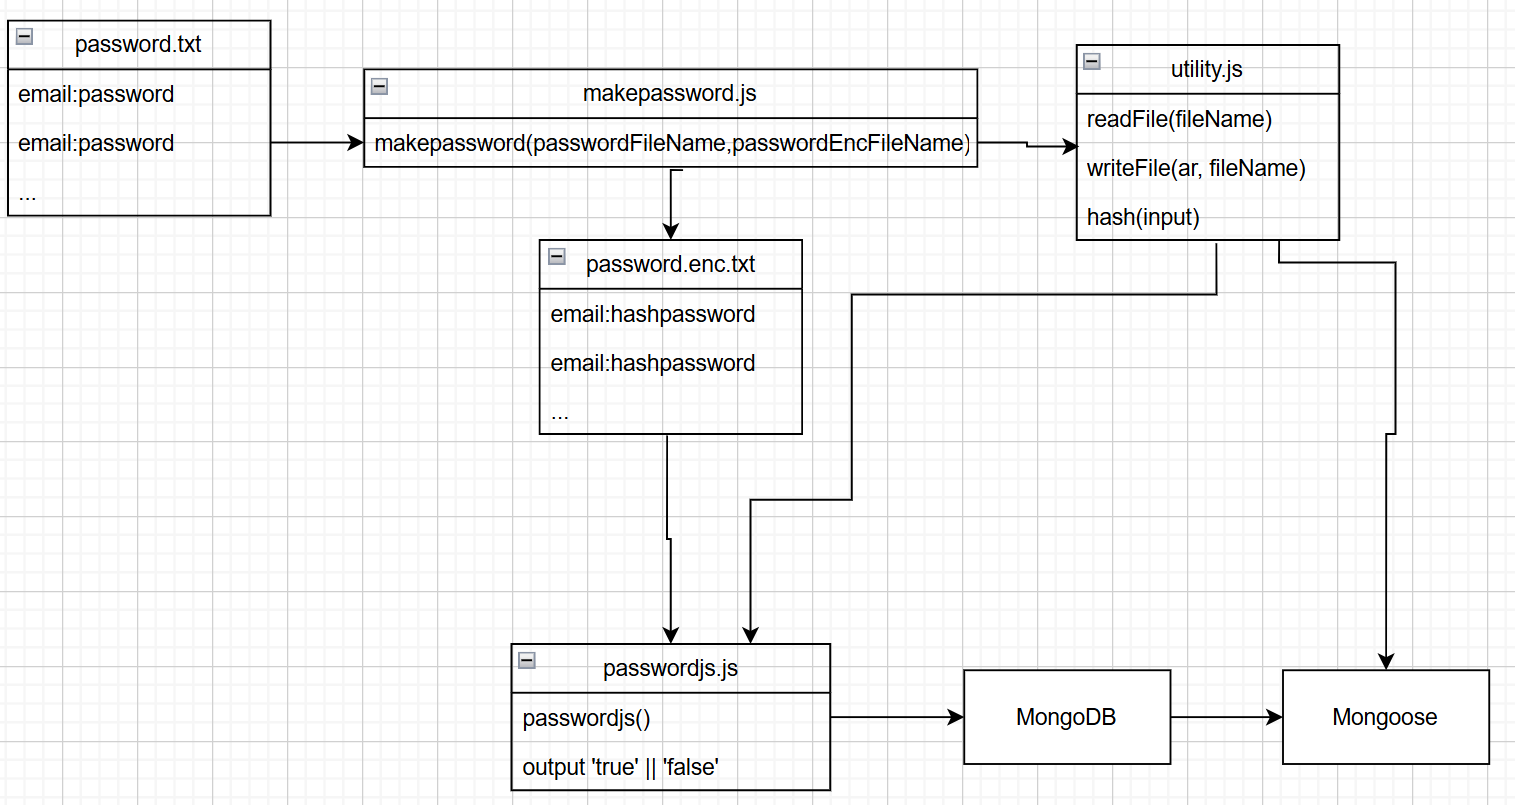 password.txt
email:password
email:password
...
makepassword.js
makepassword(passwordFileName,passwordEncFileName)
utility.js
readFile(fileName)
writeFile(ar, fileName)
hash(input)
password.enc.txt
email:hashpassword
email:hashpassword
...
passwordjs.js
passwordjs()
output 'true' || 'false'
MongoDB
Mongoose